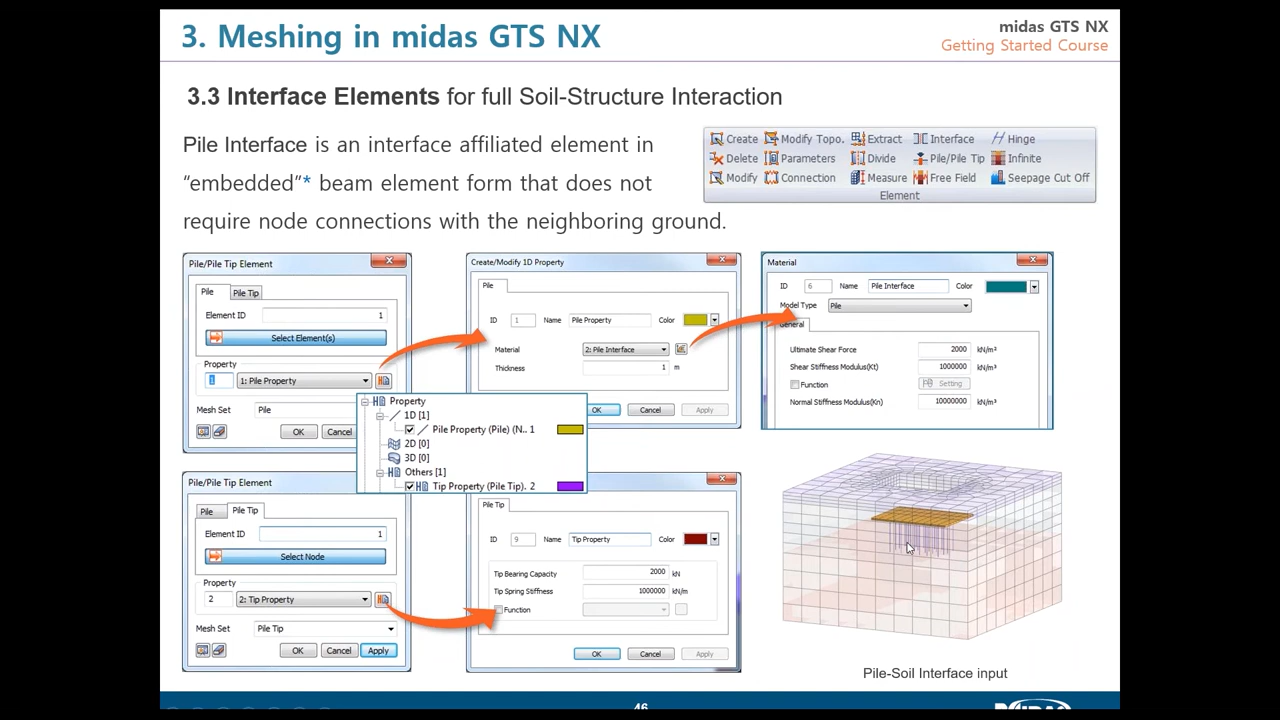 3. Meshing in midas GTS NX
midas GTS NX
Getting Started Course
3.3 Interface Elements for full Soil-Structure Interaction
Pile Interface is an interface affiliated element in
“embedded”* beam element form that does not
require node connections with the neighboring ground.
Create Modify Topo. Extract Interface Hinge
Delete Parameters Divide Pile/Pile Tip Infinite
Modify Connection Measure Free Field Seepage Cut Off
Element
Pile/Pile Tip Element
Pile Pile Tip
Element ID 1
Select Element(s)
Property
1 1: Pile Property
Mesh Set Pile
OK Cancel
Create/Modify 1D Property
Pile
ID 1 Name Pile Property Color
Material 2: Pile Interface
Thickness 1 m
OK Cancel Apply
Material
ID 6 Name Pile Interface Color
Model Type Pile
General
Ultimate Shear Force 2000 kN/m²
Shear Stiffness Modulus(Kt) 1000000 kN/m³
Function Setting
Normal Stiffness Modulus(Kn) 10000000 kN/m³
Property
1D [1]
Pile Property (Pile) (N.. 1
2D [0]
3D [0]
Others [1]
Tip Property (Pile Tip). 2
Pile/Pile Tip Element
Pile Pile Tip
Element ID 1
Select Node
Property
2 2: Tip Property
Mesh Set Pile Tip
OK Cancel Apply
Pile Tip
ID 9 Name Tip Property Color
Tip Bearing Capacity 2000 kN
Tip Spring Stiffness 1000000 kN/m
Function
OK Cancel Apply
Pile-Soil Interface input
46